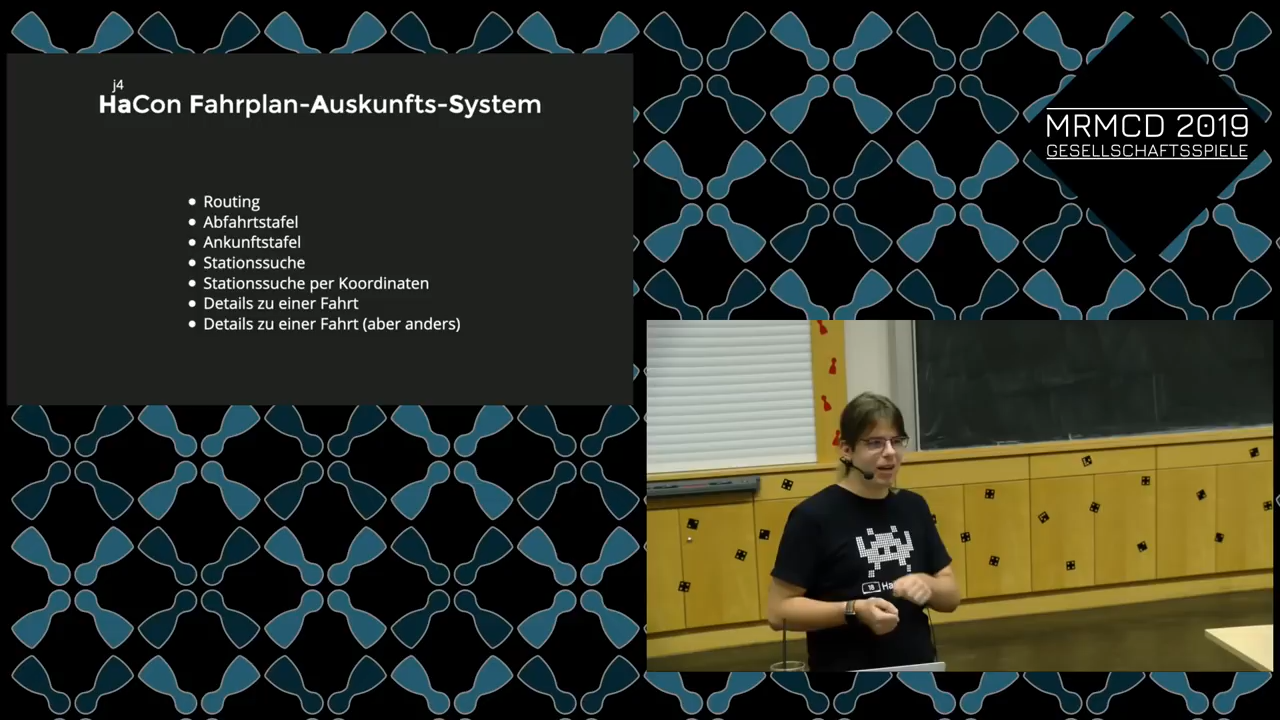 j4
HaCon Fahrplan-Auskunfts-System
Routing
Abfahrtstafel
Ankunftstafel
Stationssuche
Stationssuche per Koordinaten
Details zu einer Fahrt
Details zu einer Fahrt (aber anders)
MRMCD 2019
GESELLSCHAFTSSPIELE